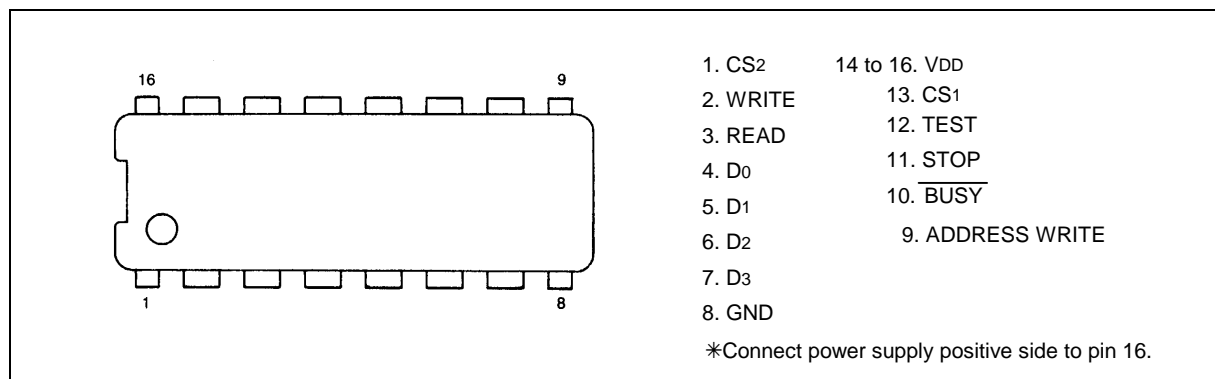 16
9
1
8
1. CS2
2. WRITE
3. READ
4. D0
5. D1
6. D2
7. D3
8. GND
14 to 16. VDD
13. CS1
12. TEST
11. STOP
10. B̅U̅S̅Y̅
9. ADDRESS WRITE
✳Connect power supply positive side to pin 16.